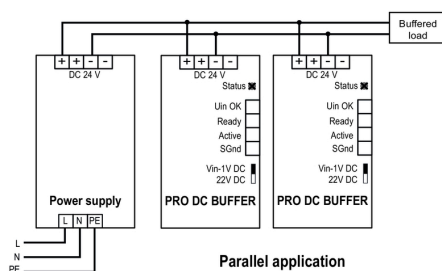 Buffered
load
+ + - -
DC 24 V
+ + - -
DC 24 V
+ + - -
DC 24 V
Status
Uin OK
Ready
Active
SGnd
Vin-1V DC
22V DC
PRO DC BUFFER
Status
Uin OK
Ready
Active
SGnd
Vin-1V DC
22V DC
PRO DC BUFFER
Power supply
L N PE
L
N
PE
Parallel application